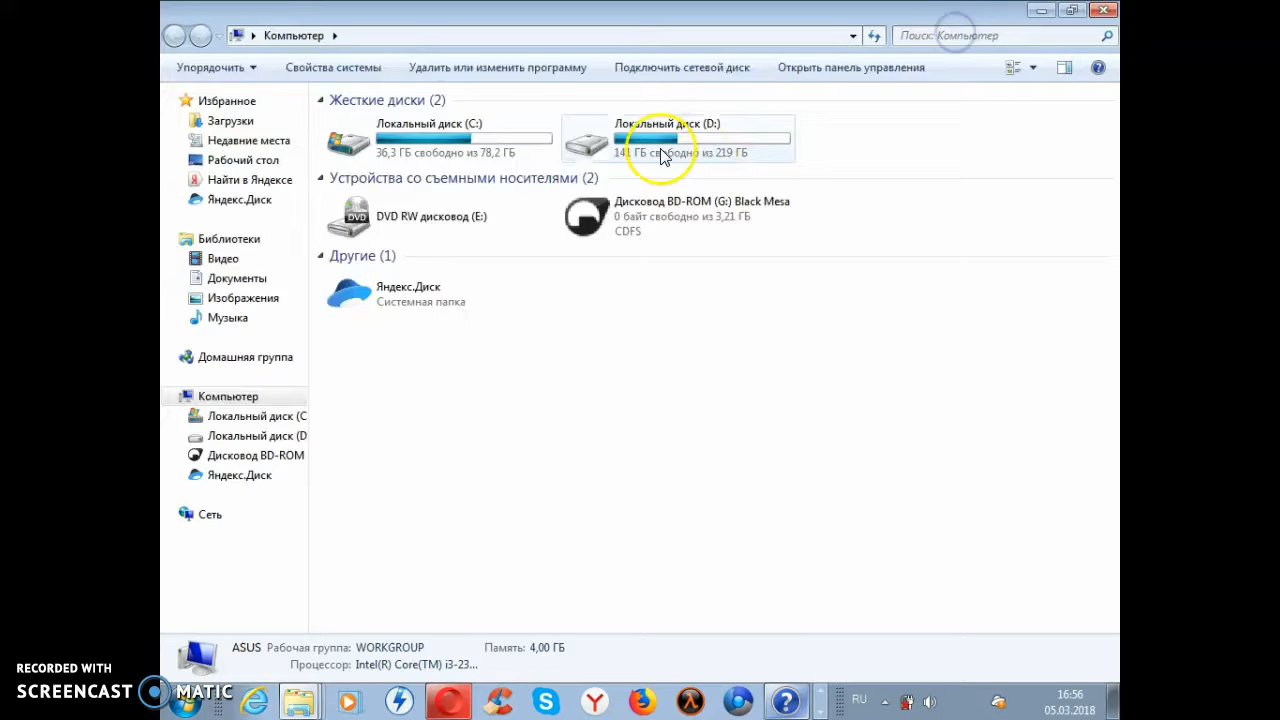 Компьютер
Поиск: Компьютер
Упорядочить
Свойства системы
Удалить или изменить программу
Подключить сетевой диск
Открыть панель управления
Избранное
Загрузки
Недавние места
Рабочий стол
Найти в Яндексе
Яндекс.Диск
Библиотеки
Видео
Документы
Изображения
Музыка
Домашняя группа
Компьютер
Локальный диск (C
Локальный диск (D
Дисковод BD-ROM
Яндекс.Диск
Сеть
Жесткие диски (2)
Локальный диск (C:)
36,3 ГБ свободно из 78,2 ГБ
Локальный диск (D:)
141 ГБ свободно из 219 ГБ
Устройства со съемными носителями (2)
DVD
DVD RW дисковод (E:)
Дисковод BD-ROM (G:) Black Mesa
0 байт свободно из 3,21 ГБ
CDFS
Другие (1)
Яндекс.Диск
Системная папка
ASUS Рабочая группа: WORKGROUP Память: 4,00 ГБ
Процессор: Intel(R) Core(TM) i3-23...
RECORDED WITH
SCREENCAST MATIC
RU
16:56
05.03.2018